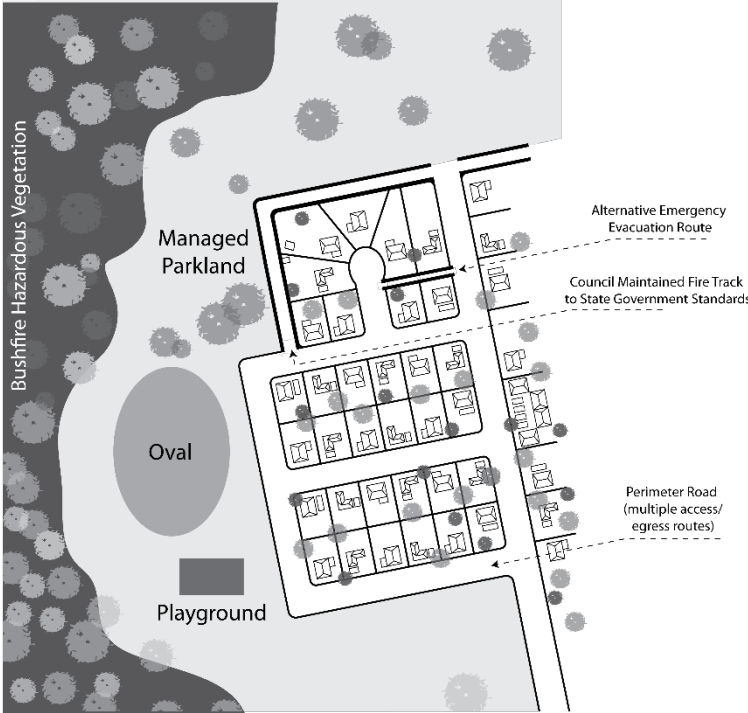 Bushfire Hazardous Vegetation
Managed
Parkland
Alternative Emergency
Evacuation Route
Council Maintained Fire Track
to State Government Standards
Oval
Perimeter Road
(multiple access/
egress routes)
Playground